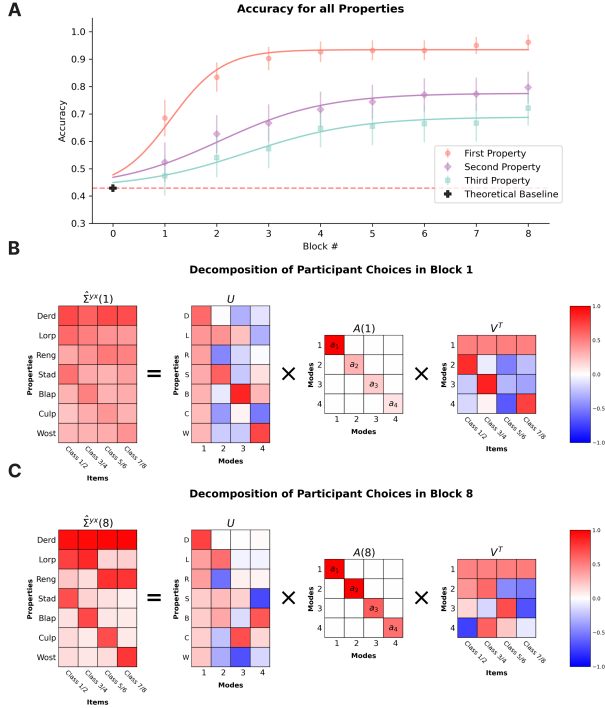 A
Accuracy for all Properties
1.0
0.9
0.8
0.7
0.6
0.5
0.4
0.3
Accuracy
0 1 2 3 4 5 6 7 8
Block #
First Property
Second Property
Third Property
Theoretical Baseline
B
Decomposition of Participant Choices in Block 1
Σ̂ʸˣ(1)
U
A(1)
Vᵀ
Properties
Derd
Lorp
Reng
Stad
Blap
Culp
Wost
Class 1/2 Class 3/4 Class 5/6 Class 7/8
Items
=
Properties
D
L
R
S
B
C
W
1 2 3 4
Modes
×
Modes
1
2
3
4
a₁
a₂
a₃
a₄
1 2 3 4
Modes
×
Modes
1
2
3
4
Class 1/2 Class 3/4 Class 5/6 Class 7/8
Items
1.0
0.5
0.0
−0.5
−1.0
C
Decomposition of Participant Choices in Block 8
Σ̂ʸˣ(8)
U
A(8)
Vᵀ
Properties
Derd
Lorp
Reng
Stad
Blap
Culp
Wost
Class 1/2 Class 3/4 Class 5/6 Class 7/8
Items
=
Properties
D
L
R
S
B
C
W
1 2 3 4
Modes
×
Modes
1
2
3
4
a₁
a₂
a₃
a₄
1 2 3 4
Modes
×
Modes
1
2
3
4
Class 1/2 Class 3/4 Class 5/6 Class 7/8
Items
1.0
0.5
0.0
−0.5
−1.0